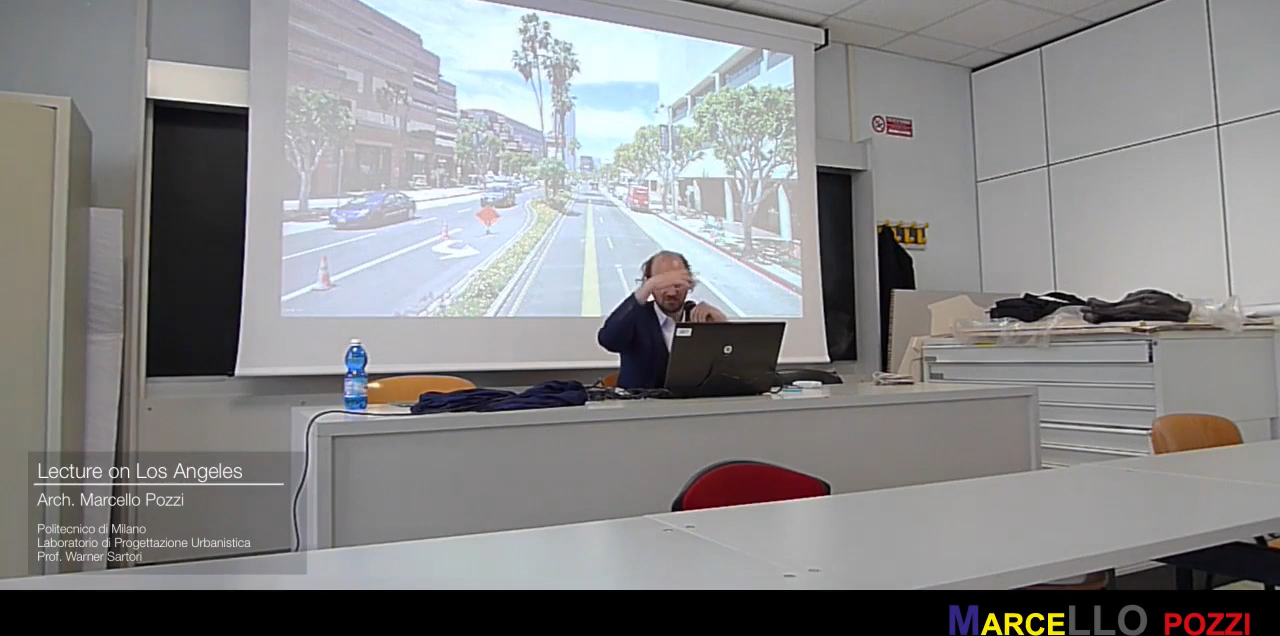 Lecture on Los Angeles
Arch. Marcello Pozzi
Politecnico di Milano
Laboratorio di Progettazione Urbanistica
Prof. Warner Sartori
MARCELLO POZZI